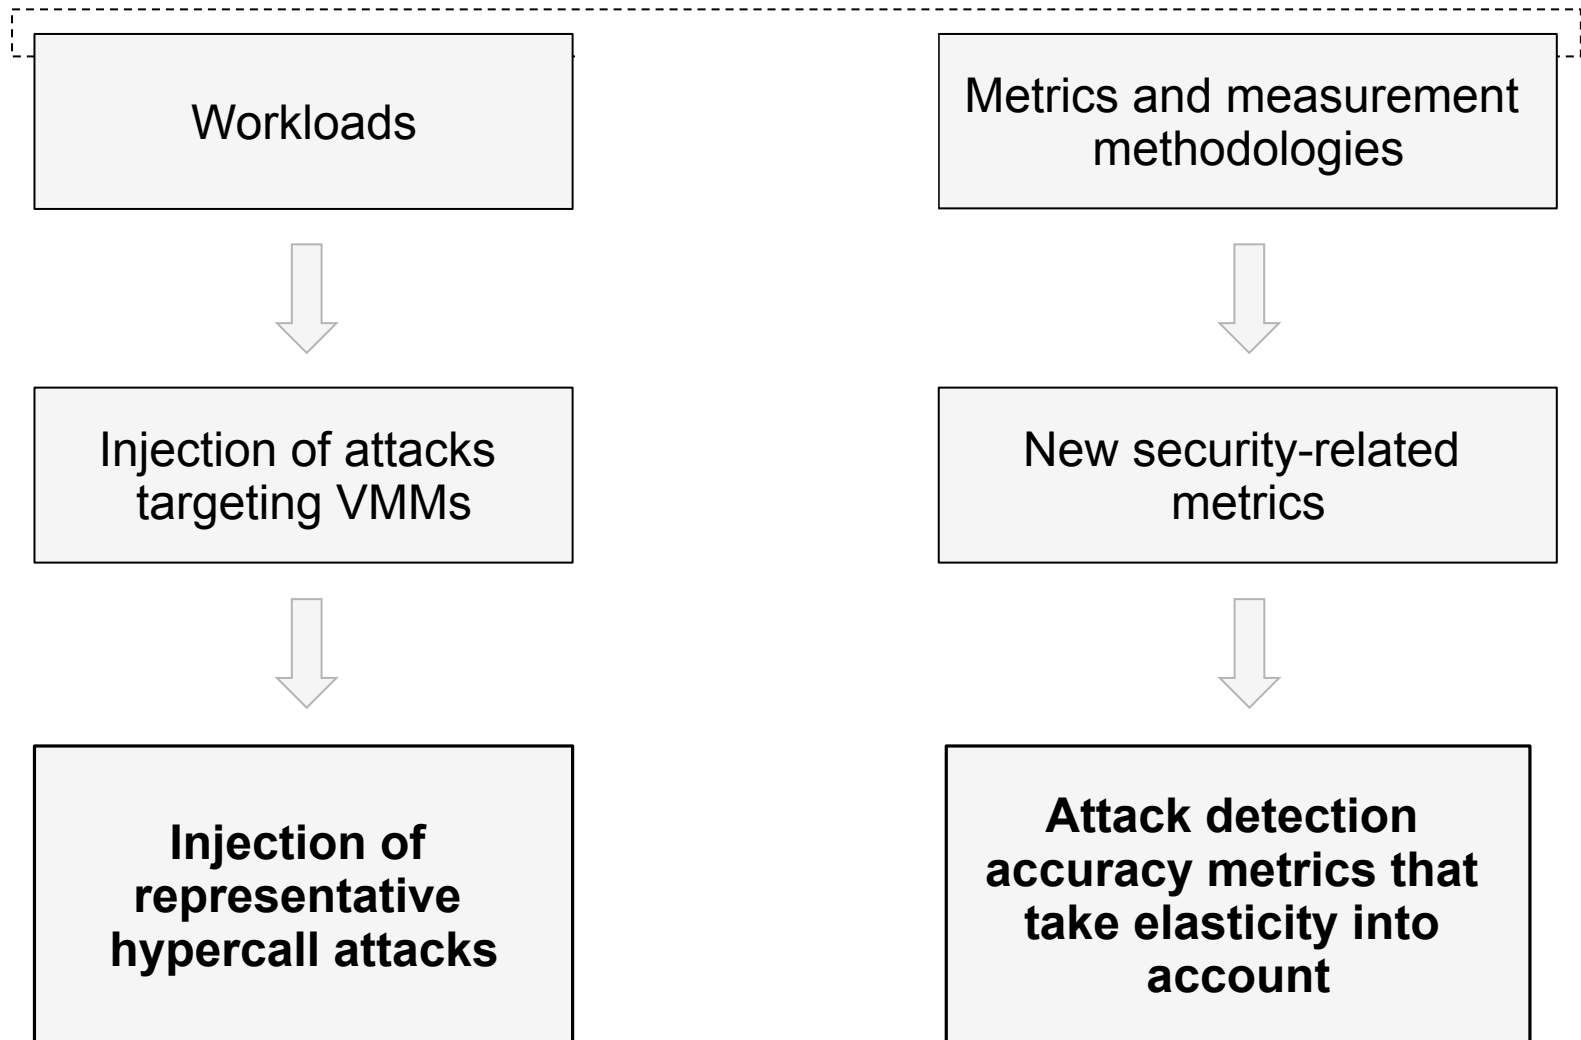 Workloads
Metrics and measurement
methodologies
Injection of attacks
targeting VMMs
New security-related
metrics
Injection of
representative
hypercall attacks
Attack detection
accuracy metrics that
take elasticity into
account